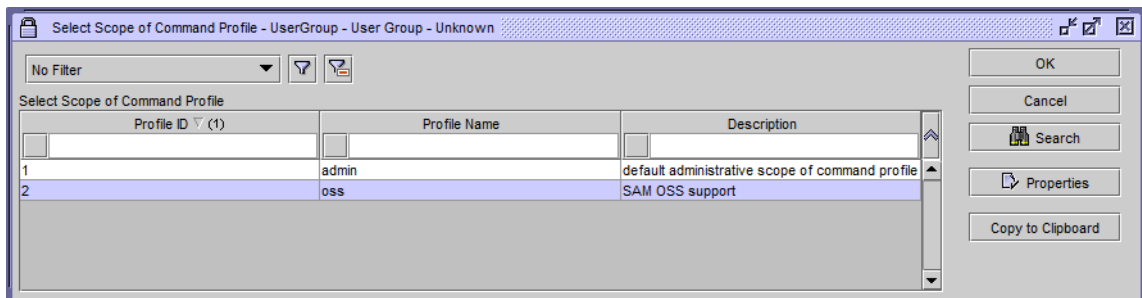 Select Scope of Command Profile - UserGroup - User Group - Unknown
No Filter
OK
Select Scope of Command Profile
Cancel
Profile ID (1) Profile Name Description
Search
1 admin default administrative scope of command profile
2 oss SAM OSS support
Properties
Copy to Clipboard